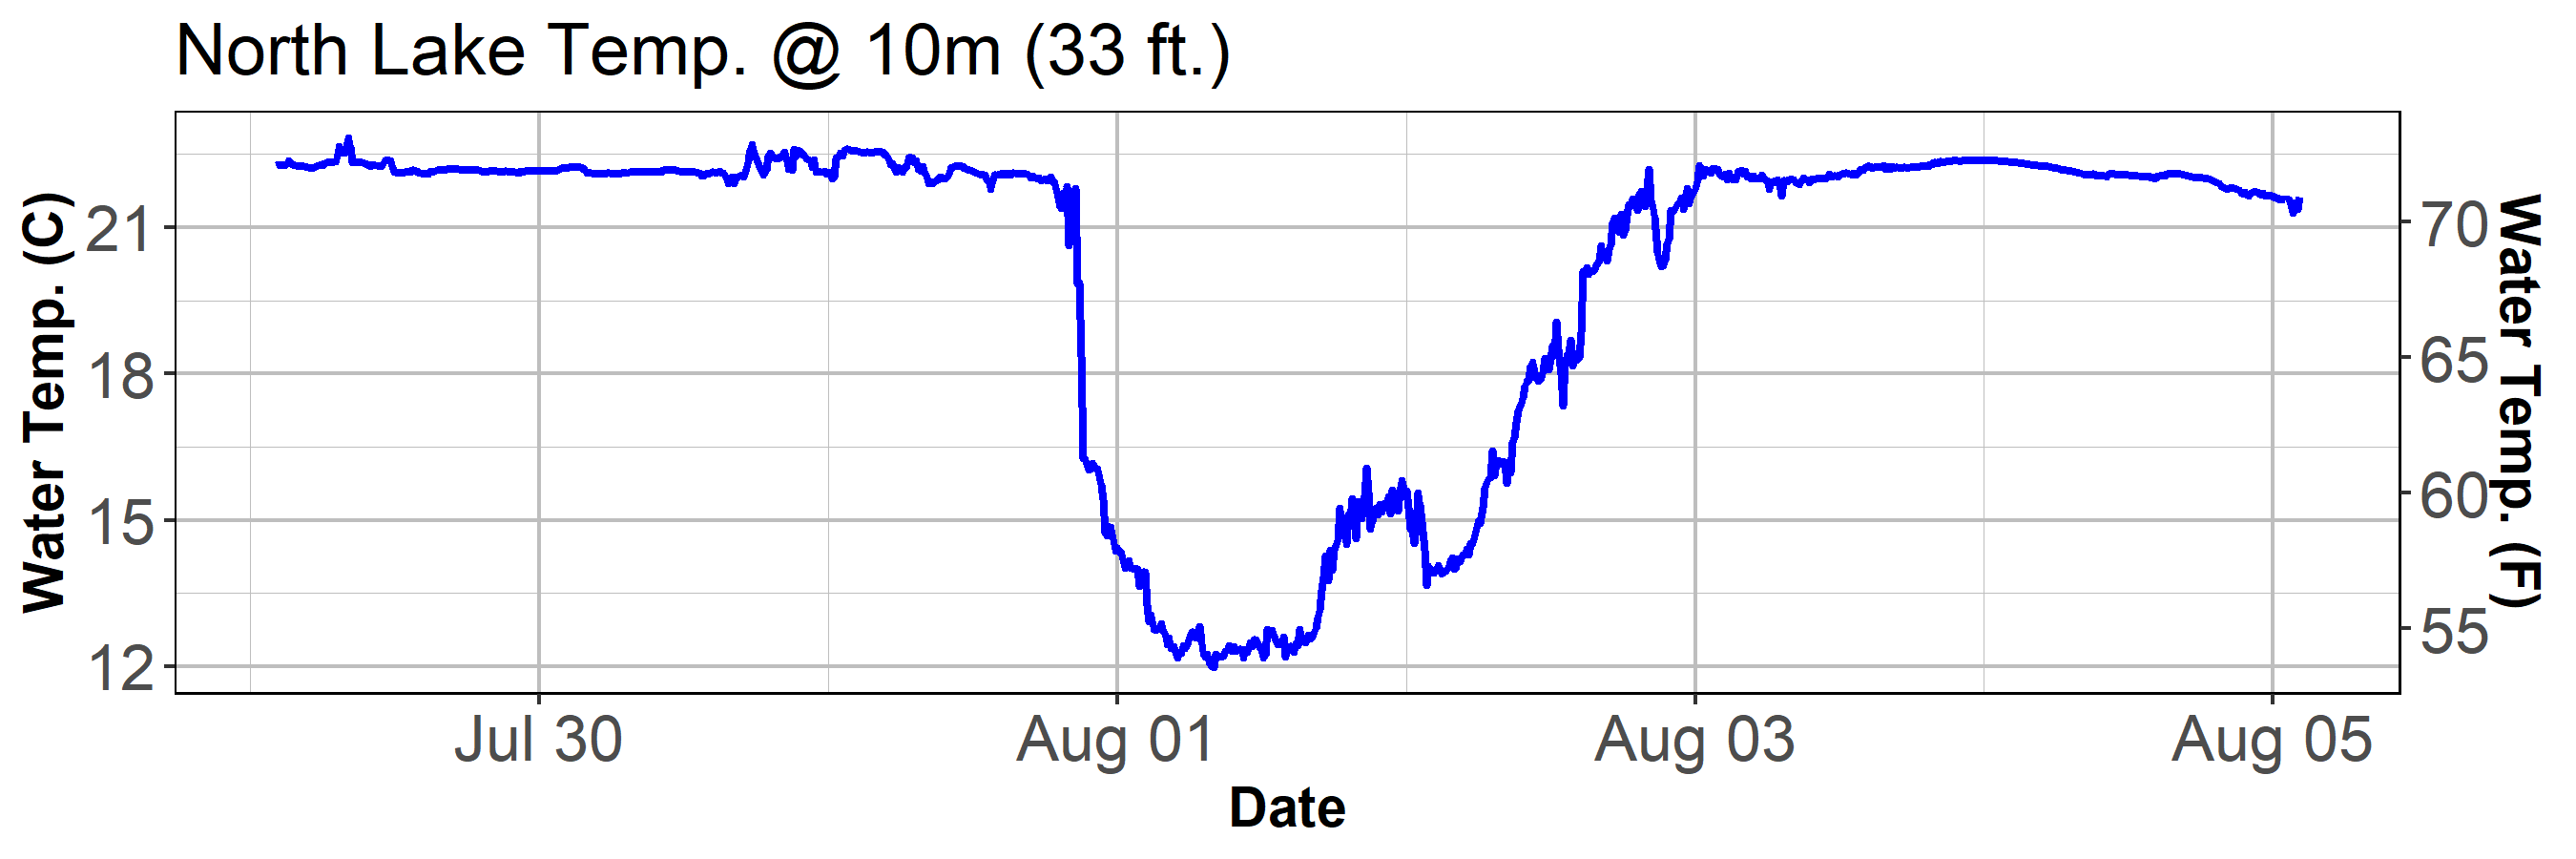 North Lake Temp. @ 10m (33 ft.)
Water Temp. (C)
21
18
15
12
70
65
60
55
Water Temp. (F)
Jul 30
Aug 01
Aug 03
Aug 05
Date